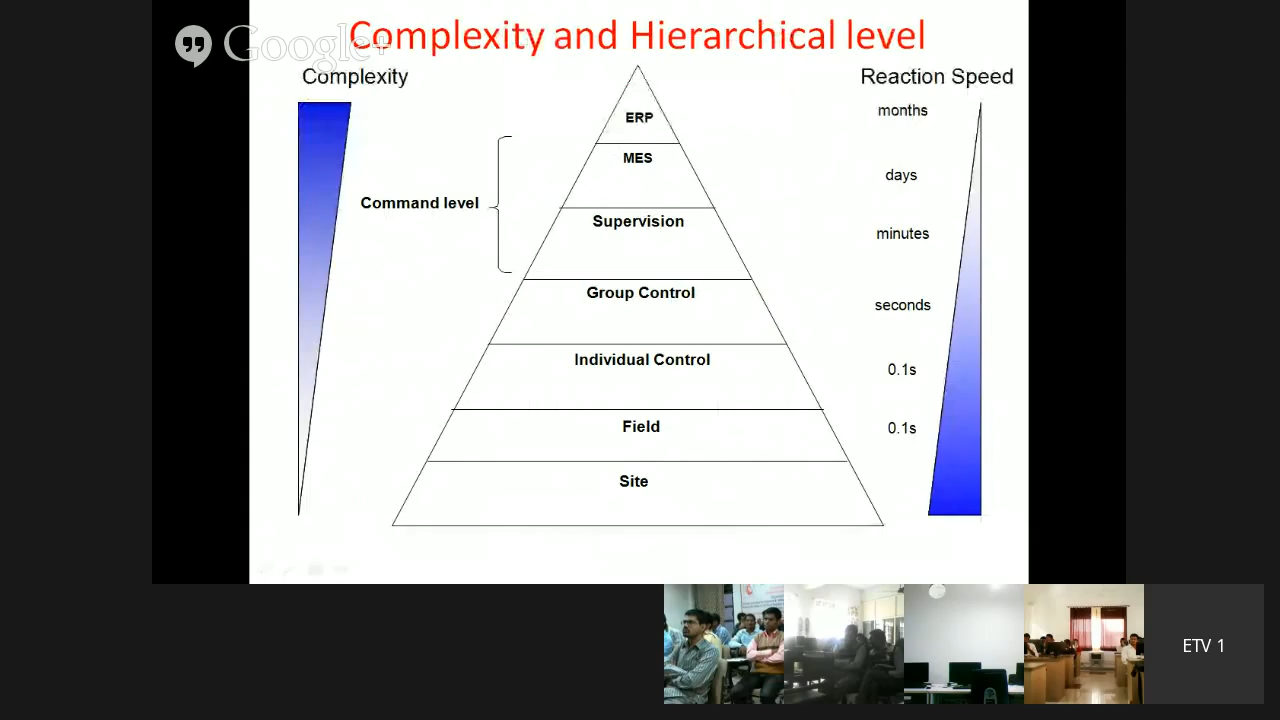 Complexity and Hierarchical level
Google+
Complexity
Reaction Speed
ERP
months
MES
days
Command level
Supervision
minutes
Group Control
seconds
Individual Control
0.1s
Field
0.1s
Site
ETV 1